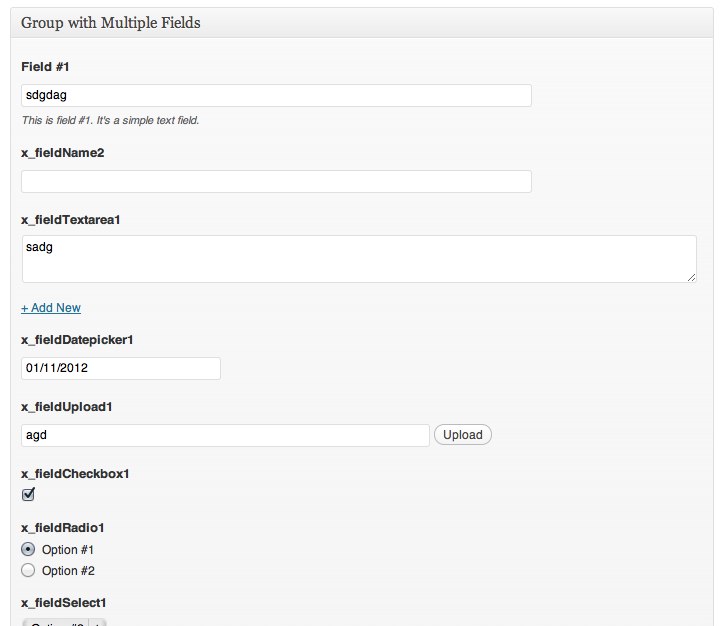 Group with Multiple Fields
Field #1
sdgdag
This is field #1. It's a simple text field.
x_fieldName2
x_fieldTextarea1
sadg
+ Add New
x_fieldDatepicker1
01/11/2012
x_fieldUpload1
agd Upload
x_fieldCheckbox1
x_fieldRadio1
Option #1
Option #2
x_fieldSelect1